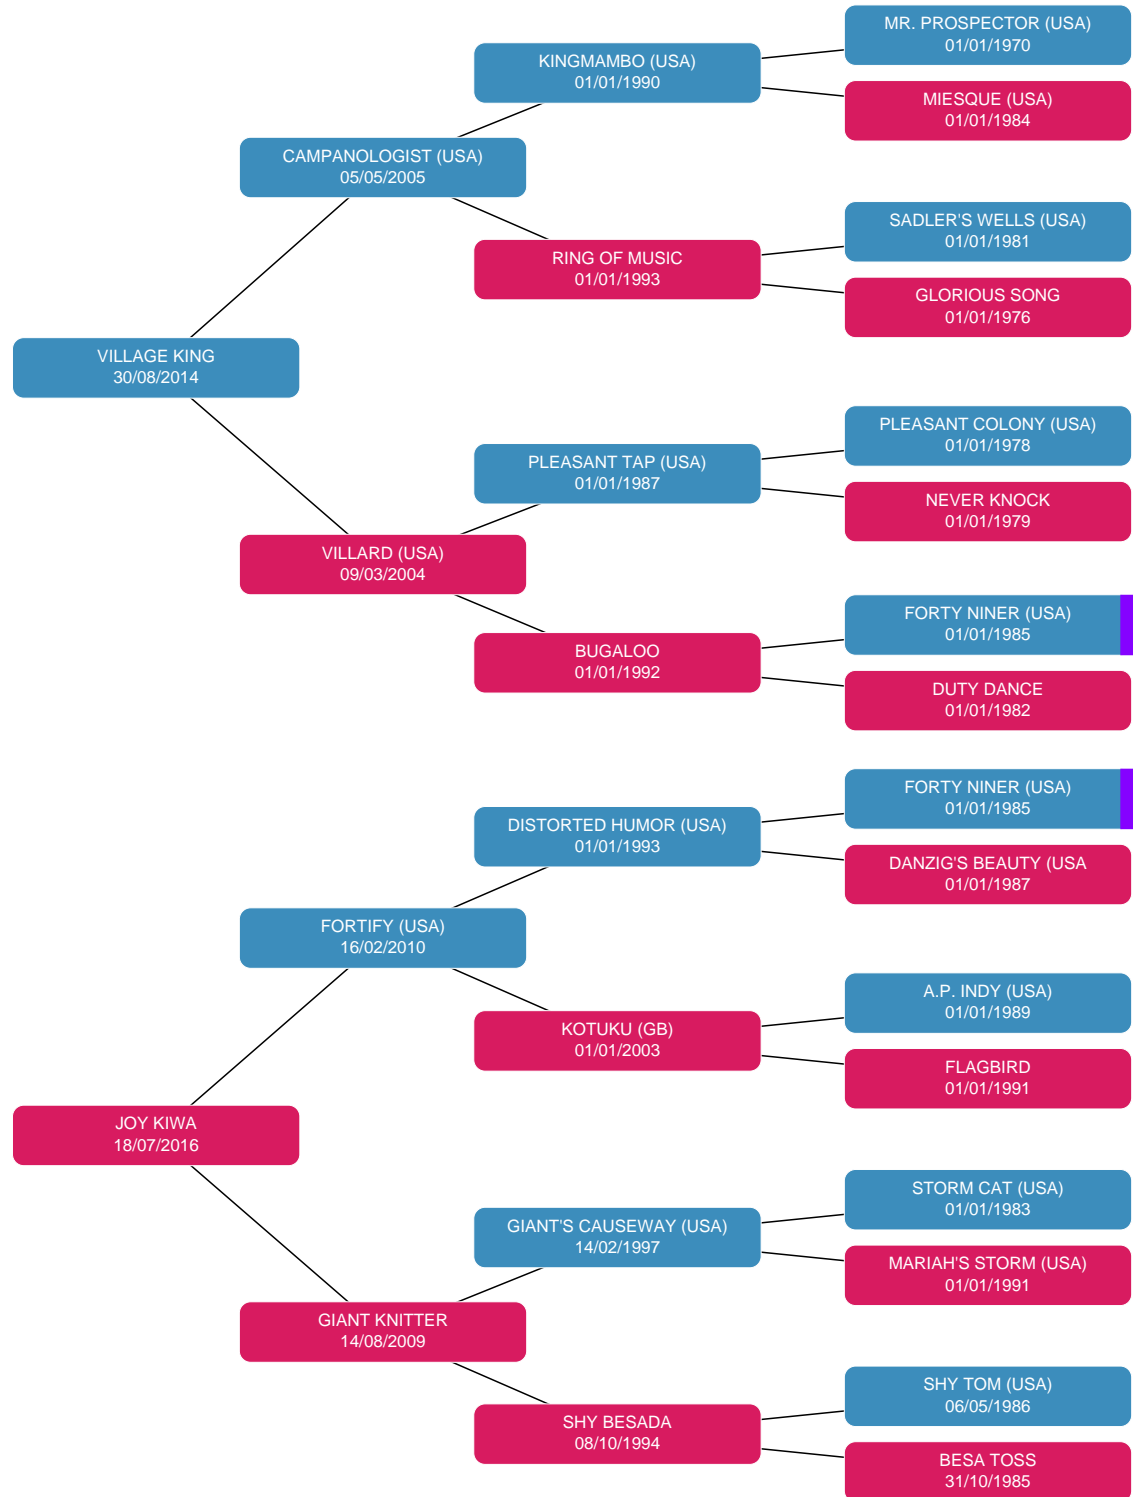 MR. PROSPECTOR (USA)
01/01/1970
KINGMAMBO (USA)
01/01/1990
MIESQUE (USA)
01/01/1984
CAMPANOLOGIST (USA)
05/05/2005
SADLER'S WELLS (USA)
01/01/1981
RING OF MUSIC
01/01/1993
GLORIOUS SONG
01/01/1976
VILLAGE KING
30/08/2014
PLEASANT COLONY (USA)
01/01/1978
PLEASANT TAP (USA)
01/01/1987
NEVER KNOCK
01/01/1979
VILLARD (USA)
09/03/2004
FORTY NINER (USA)
01/01/1985
BUGALOO
01/01/1992
DUTY DANCE
01/01/1982
FORTY NINER (USA)
01/01/1985
DISTORTED HUMOR (USA)
01/01/1993
DANZIG'S BEAUTY (USA
01/01/1987
FORTIFY (USA)
16/02/2010
A.P. INDY (USA)
01/01/1989
KOTUKU (GB)
01/01/2003
FLAGBIRD
01/01/1991
JOY KIWA
18/07/2016
STORM CAT (USA)
01/01/1983
GIANT'S CAUSEWAY (USA)
14/02/1997
MARIAH'S STORM (USA)
01/01/1991
GIANT KNITTER
14/08/2009
SHY TOM (USA)
06/05/1986
SHY BESADA
08/10/1994
BESA TOSS
31/10/1985